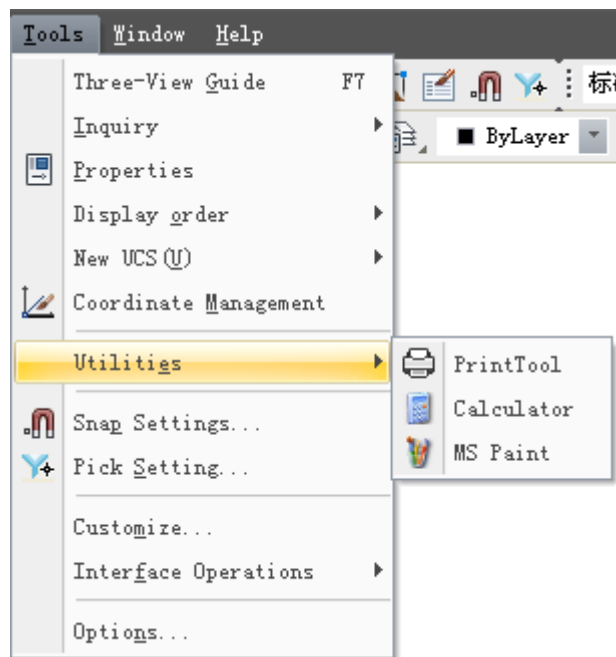 Tools Window Help
Three-View Guide F7
Inquiry
Properties
Display order
New UCS(U)
Coordinate Management
Utilities
Snap Settings...
Pick Setting...
Customize...
Interface Operations
Options...
标
ByLayer
PrintTool
Calculator
MS Paint